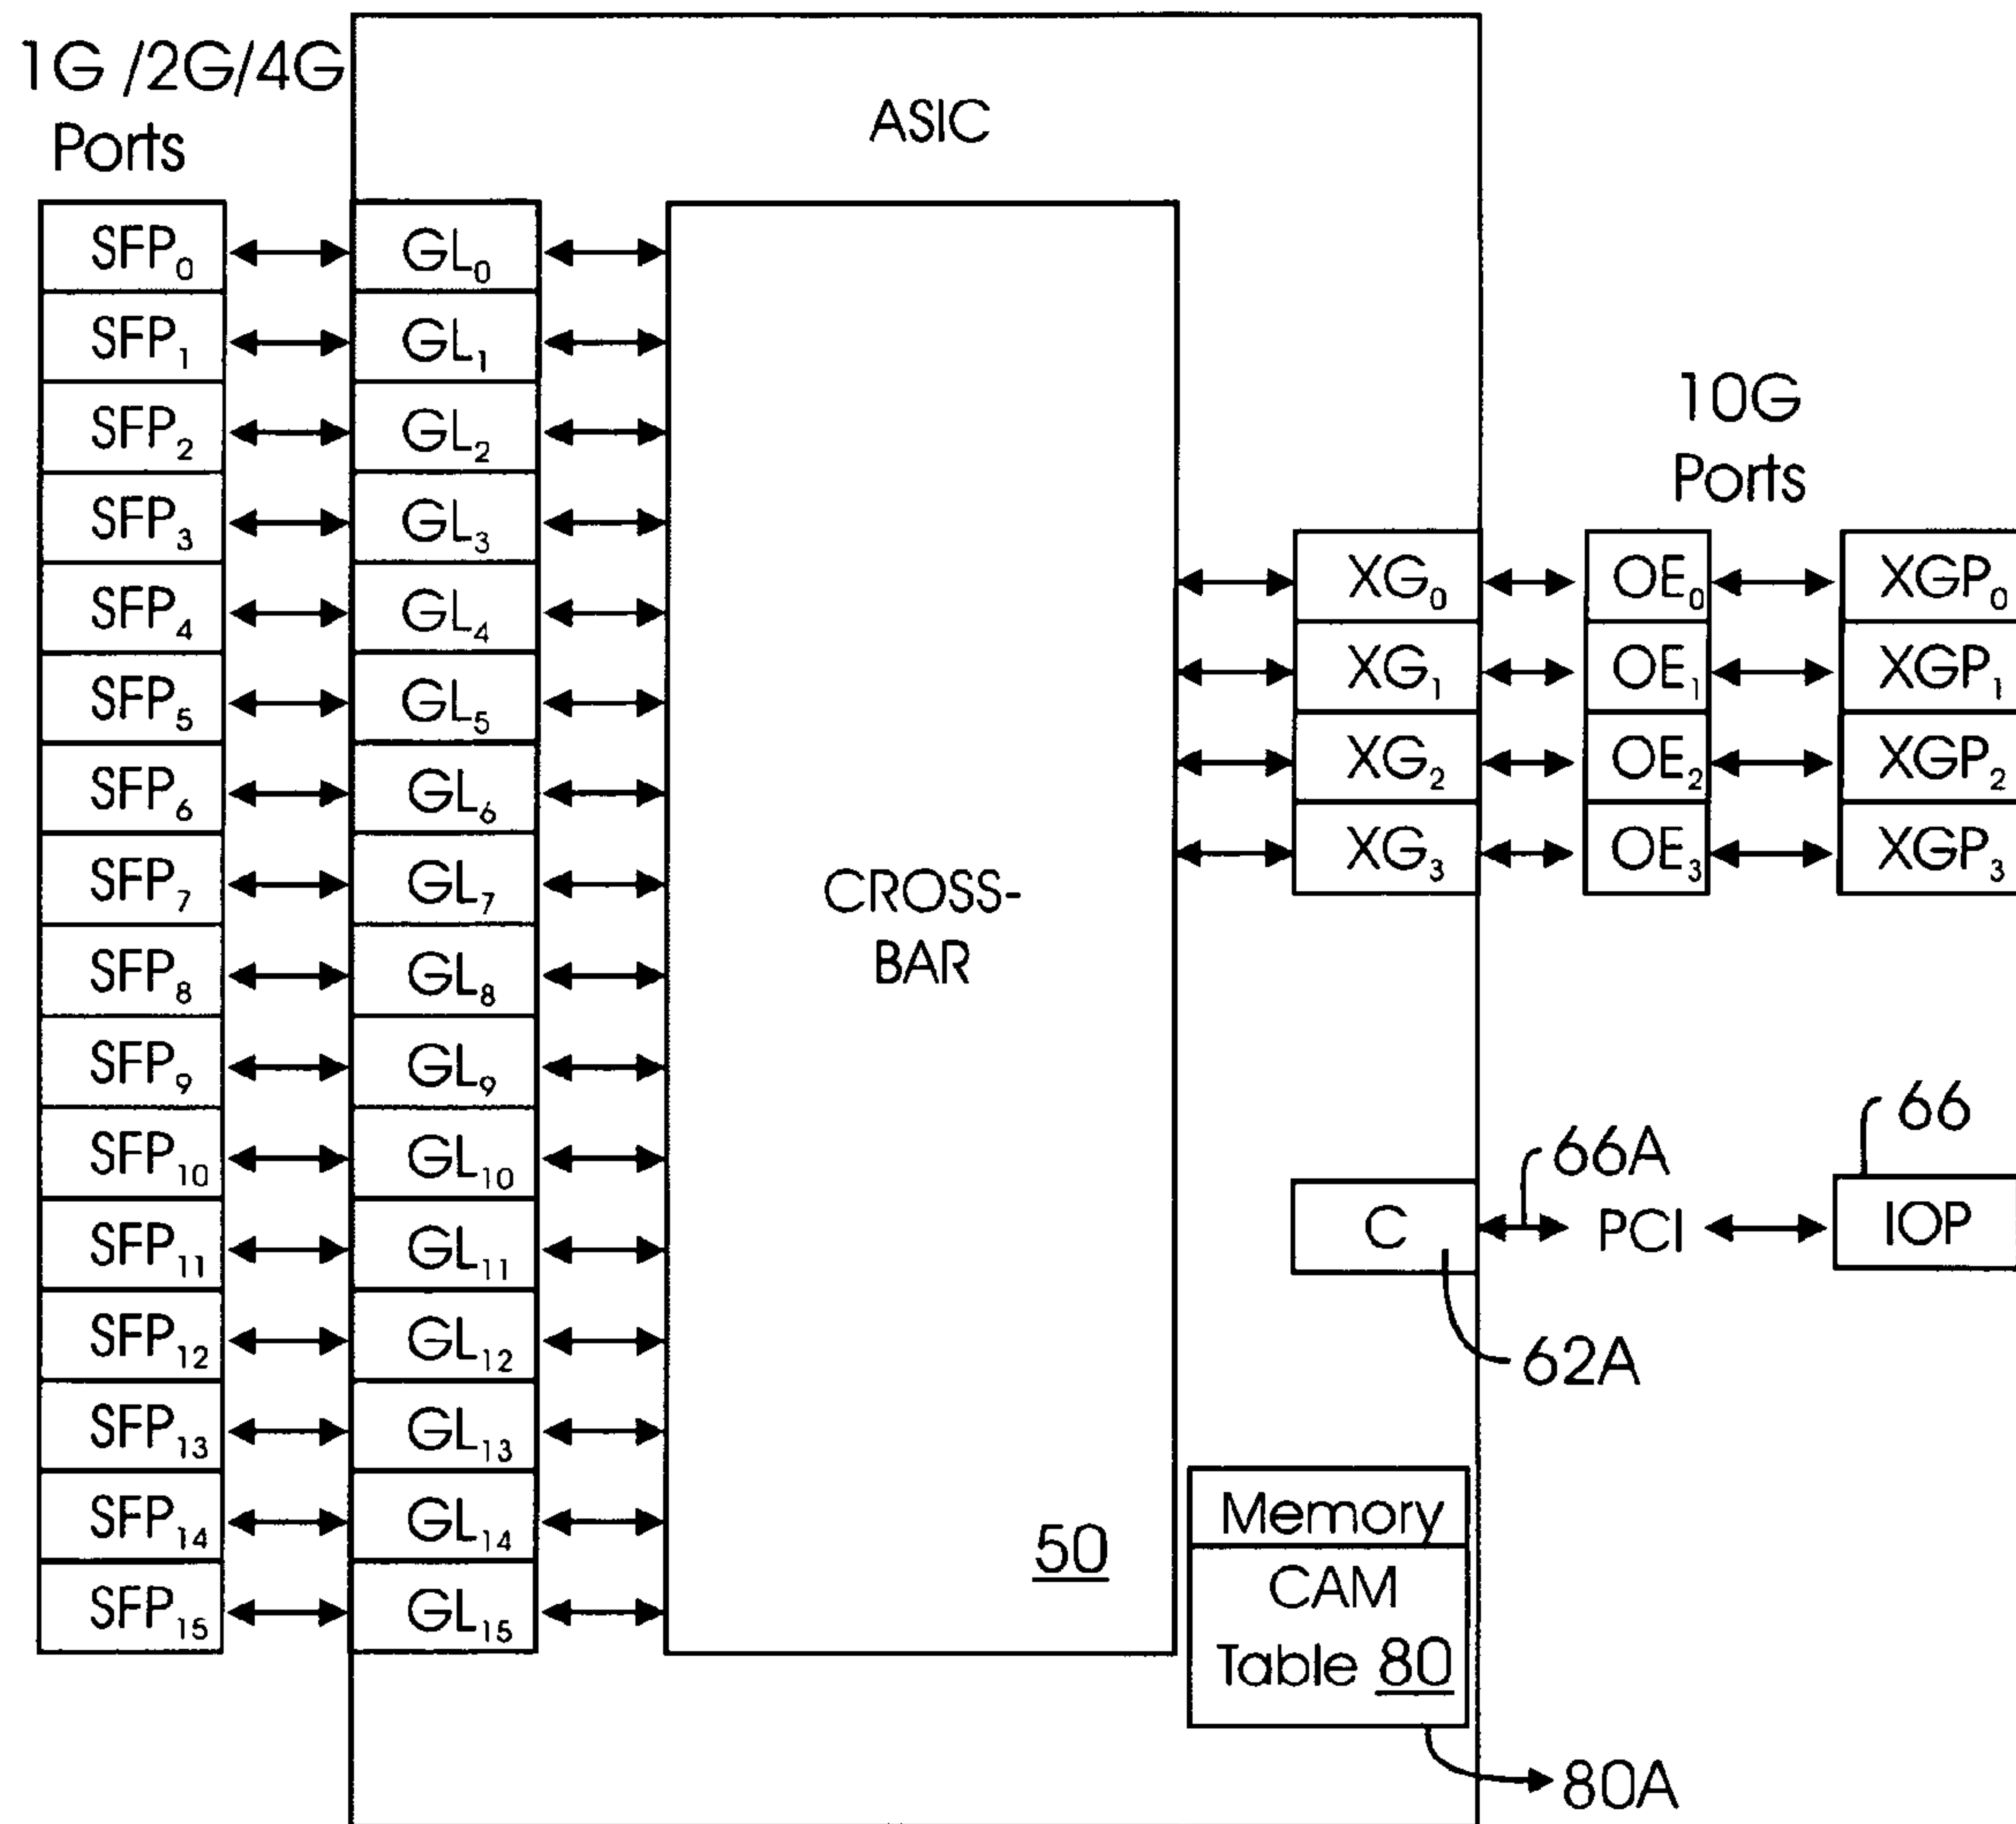 1G /2G/4G
Ports
ASIC
SFP₀
GL₀
SFP₁
GL₁
SFP₂
GL₂
SFP₃
GL₃
SFP₄
GL₄
SFP₅
GL₅
SFP₆
GL₆
SFP₇
GL₇
SFP₈
GL₈
SFP₉
GL₉
SFP₁₀
GL₁₀
SFP₁₁
GL₁₁
SFP₁₂
GL₁₂
SFP₁₃
GL₁₃
SFP₁₄
GL₁₄
SFP₁₅
GL₁₅
CROSS-
BAR
50
10G
Ports
XG₀
OE₀
XGP₀
XG₁
OE₁
XGP₁
XG₂
OE₂
XGP₂
XG₃
OE₃
XGP₃
66
66A
C
PCI
IOP
62A
Memory
CAM
Table 80
80A